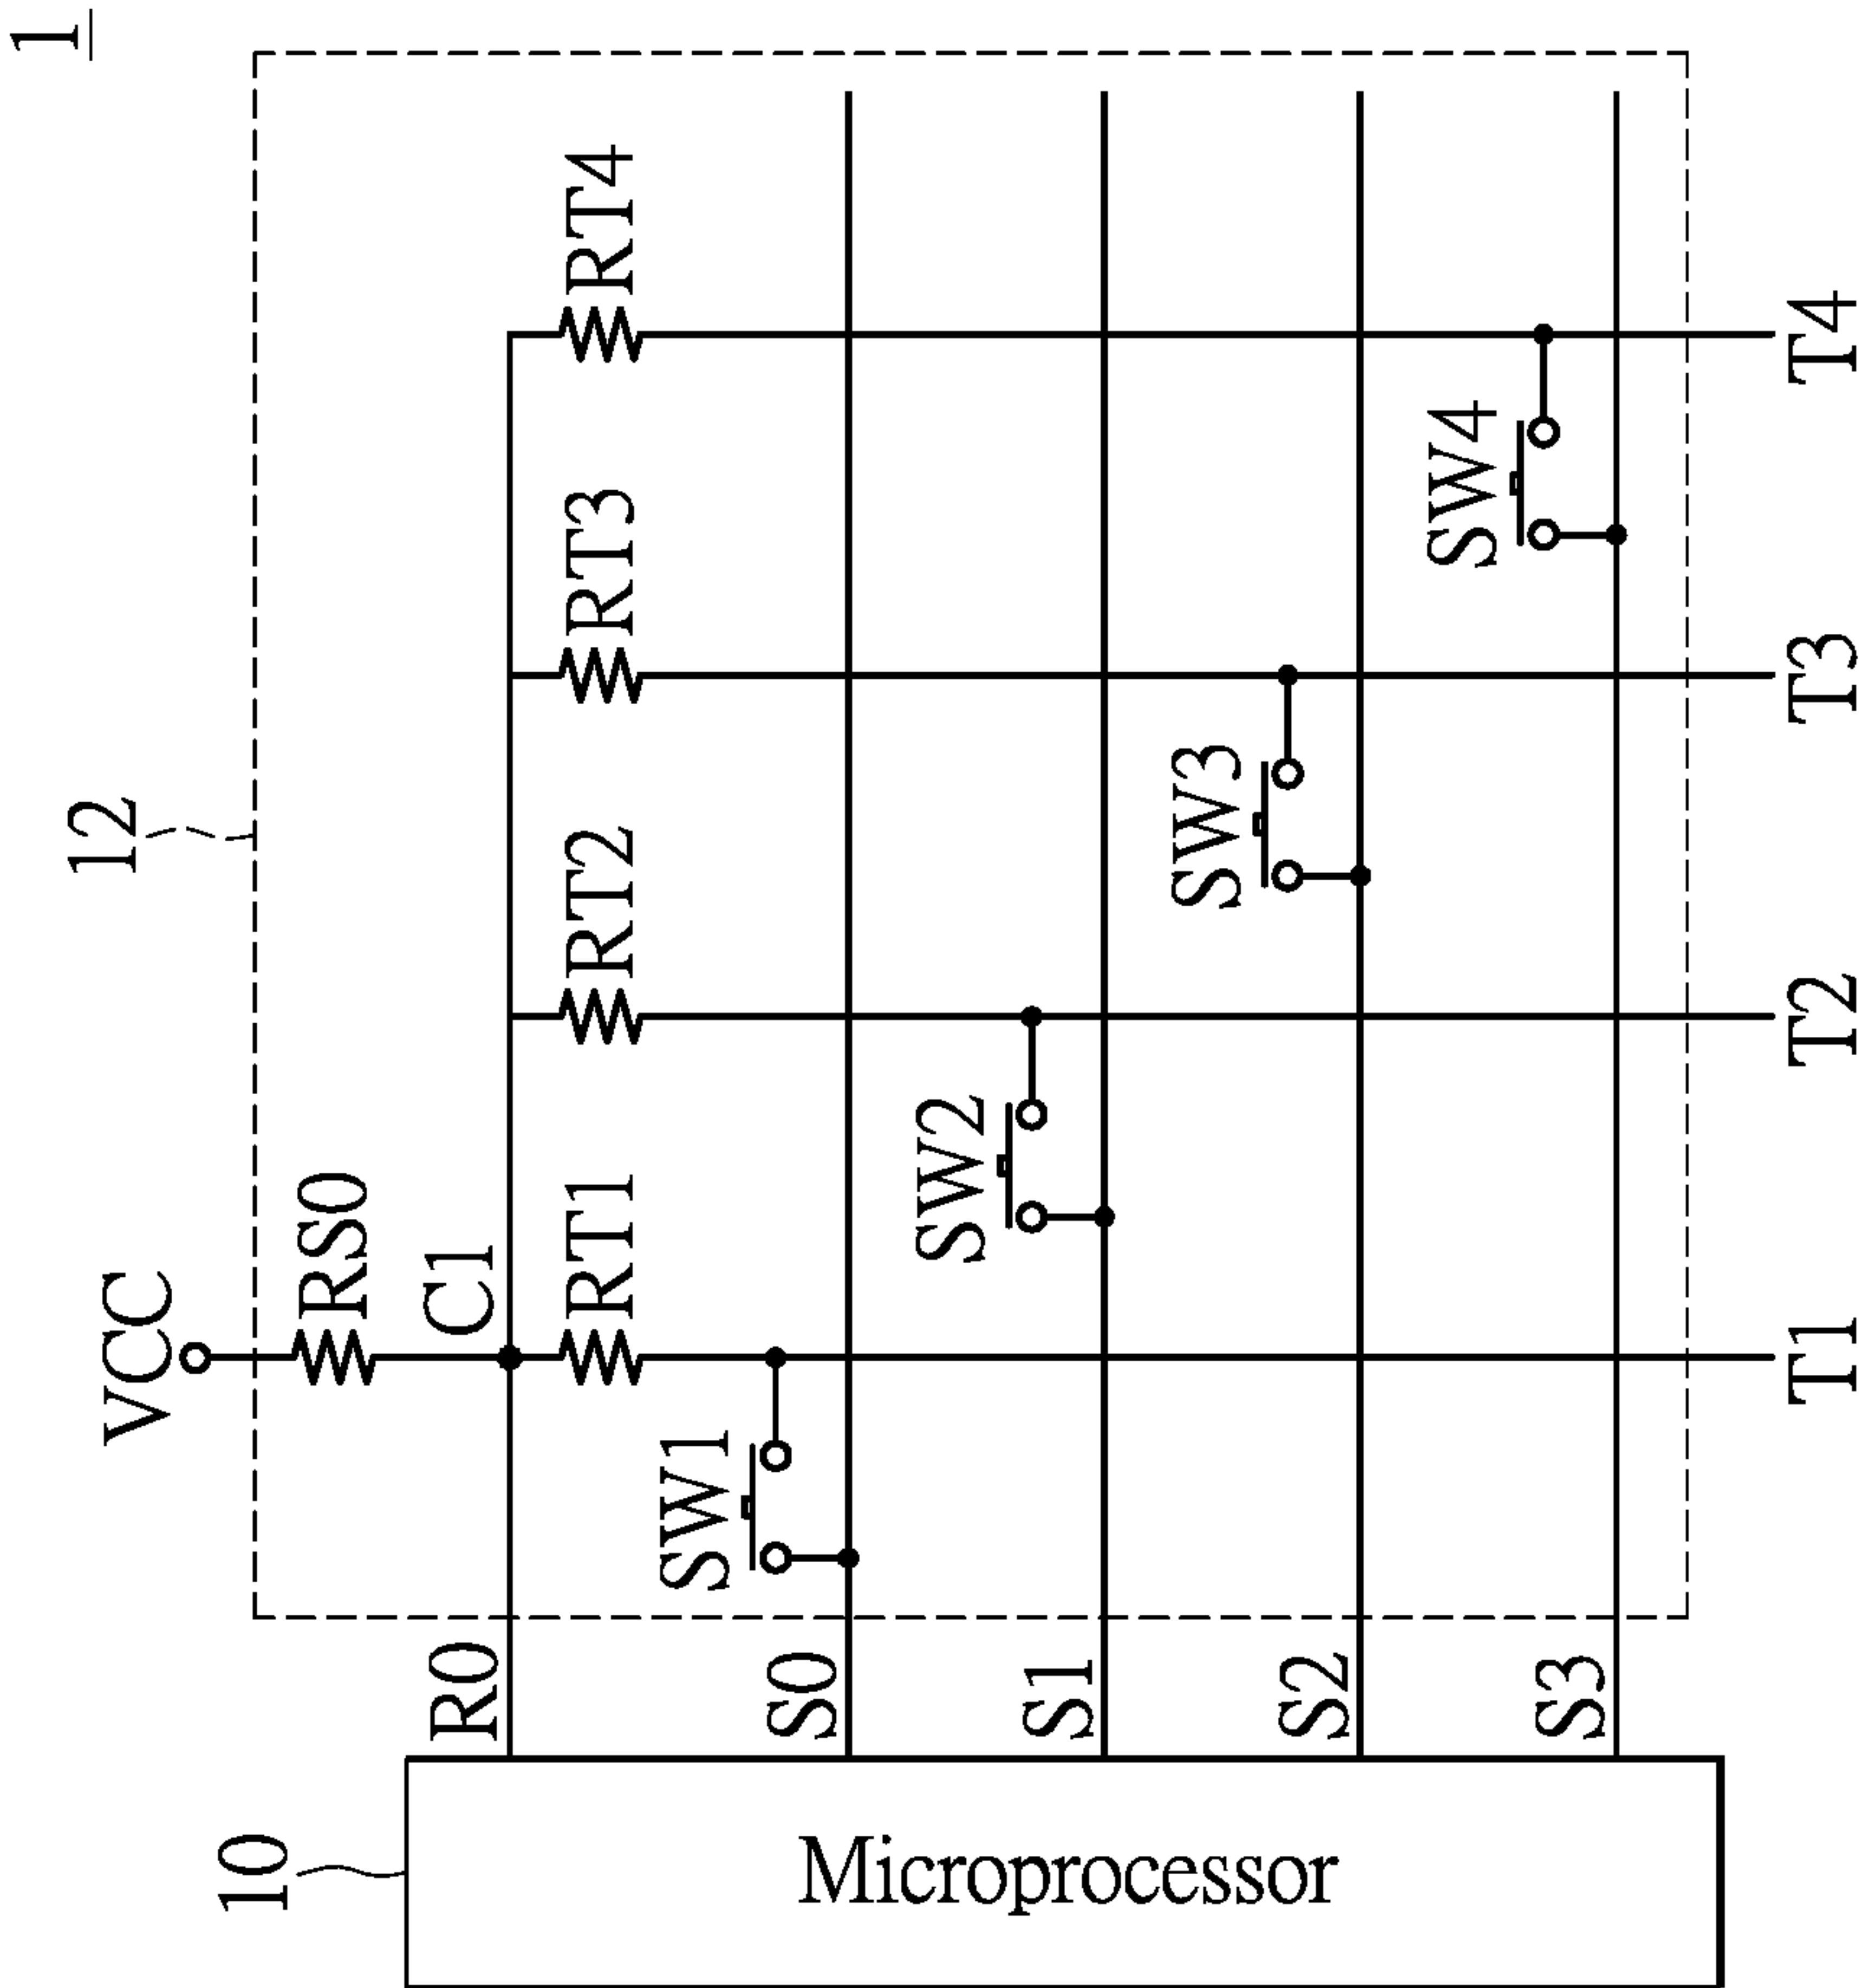 1
12
VCC
RS0
C1
RT1
RT2
RT3
RT4
SW1
SW2
SW3
SW4
R0
S0
S1
S2
S3
10
Microprocessor
T1
T2
T3
T4